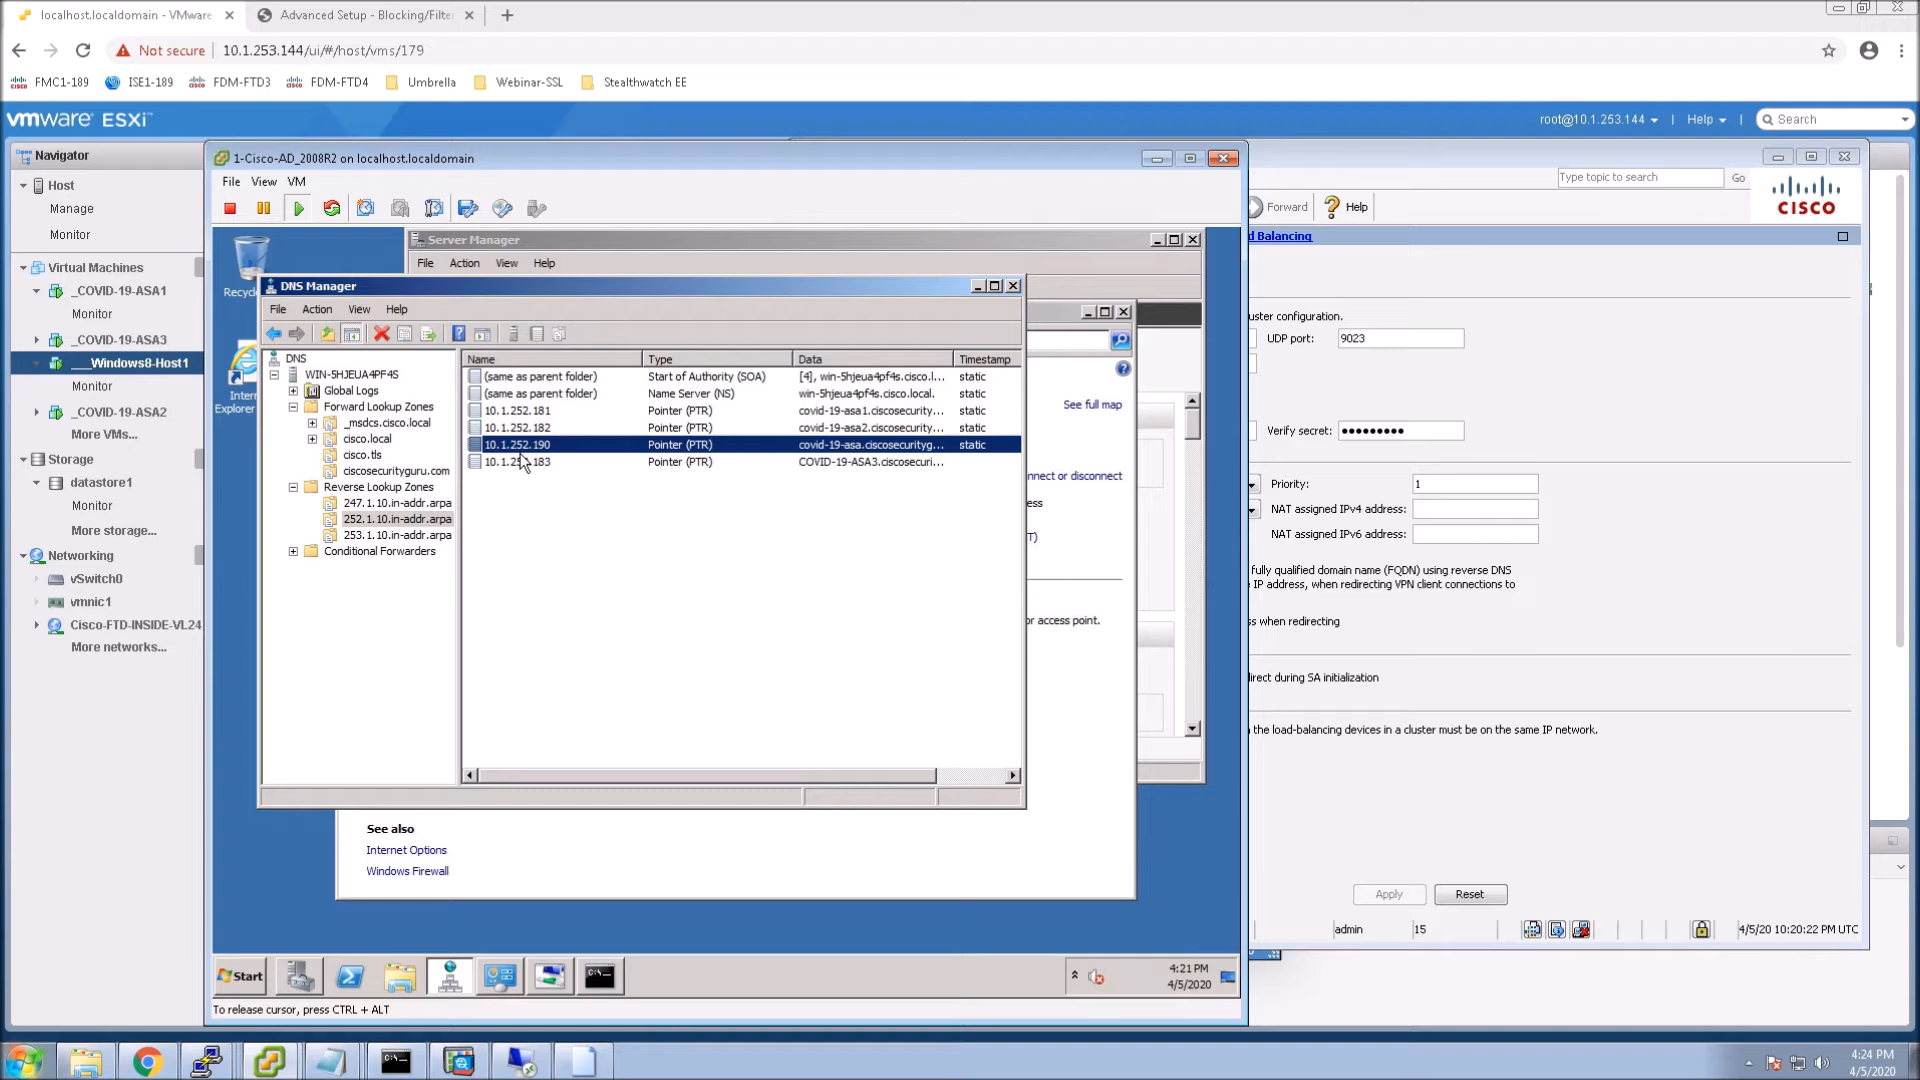 localhost.localdomain - VMware
Advanced Setup - Blocking/Filte
Not secure
10.1.253.144/ui/#/host/vms/179
FMC1-189
ISE1-189
FDM-FTD3
FDM-FTD4
Umbrella
Webinar-SSL
Stealthwatch EE
vmware ESXi
root@10.1.253.144
Help
Search
Navigator
Host
Manage
Monitor
Virtual Machines
_COVID-19-ASA1
Monitor
_COVID-19-ASA3
___Windows8-Host1
Monitor
_COVID-19-ASA2
More VMs...
Storage
datastore1
Monitor
More storage...
Networking
vSwitch0
vmnic1
Cisco-FTD-INSIDE-VL24
More networks...
1-Cisco-AD_2008R2 on localhost.localdomain
File View VM
Recyc
Inter
Explorer
Server Manager
File Action View Help
DNS Manager
File Action View Help
DNS
WIN-5HJEUA4PF4S
Global Logs
Forward Lookup Zones
_msdcs.cisco.local
cisco.local
cisco.tls
ciscosecurityguru.com
Reverse Lookup Zones
247.1.10.in-addr.arpa
252.1.10.in-addr.arpa
253.1.10.in-addr.arpa
Conditional Forwarders
Name Type Data Timestamp
(same as parent folder) Start of Authority (SOA) [4], win-5hjeua4pf4s.cisco.l... static
(same as parent folder) Name Server (NS) win-5hjeua4pf4s.cisco.local. static
10.1.252.181 Pointer (PTR) covid-19-asa1.ciscosecurity... static
10.1.252.182 Pointer (PTR) covid-19-asa2.ciscosecurity... static
10.1.252.190 Pointer (PTR) covid-19-asa.ciscosecurityg... static
10.1.252.183 Pointer (PTR) COVID-19-ASA3.ciscosecuri...
See full map
nnect or disconnect
ess
T)
or access point.
See also
Internet Options
Windows Firewall
Start
4:21 PM
4/5/2020
To release cursor, press CTRL + ALT
Type topic to search
Go
CISCO
Forward
Help
d Balancing
uster configuration.
UDP port: 9023
Verify secret: •••••••••
Priority: 1
NAT assigned IPv4 address:
NAT assigned IPv6 address:
fully qualified domain name (FQDN) using reverse DNS
IP address, when redirecting VPN client connections to
ss when redirecting
irect during SA initialization
the load-balancing devices in a cluster must be on the same IP network.
Apply
Reset
admin
15
4/5/20 10:20:22 PM UTC
4:24 PM
4/5/2020